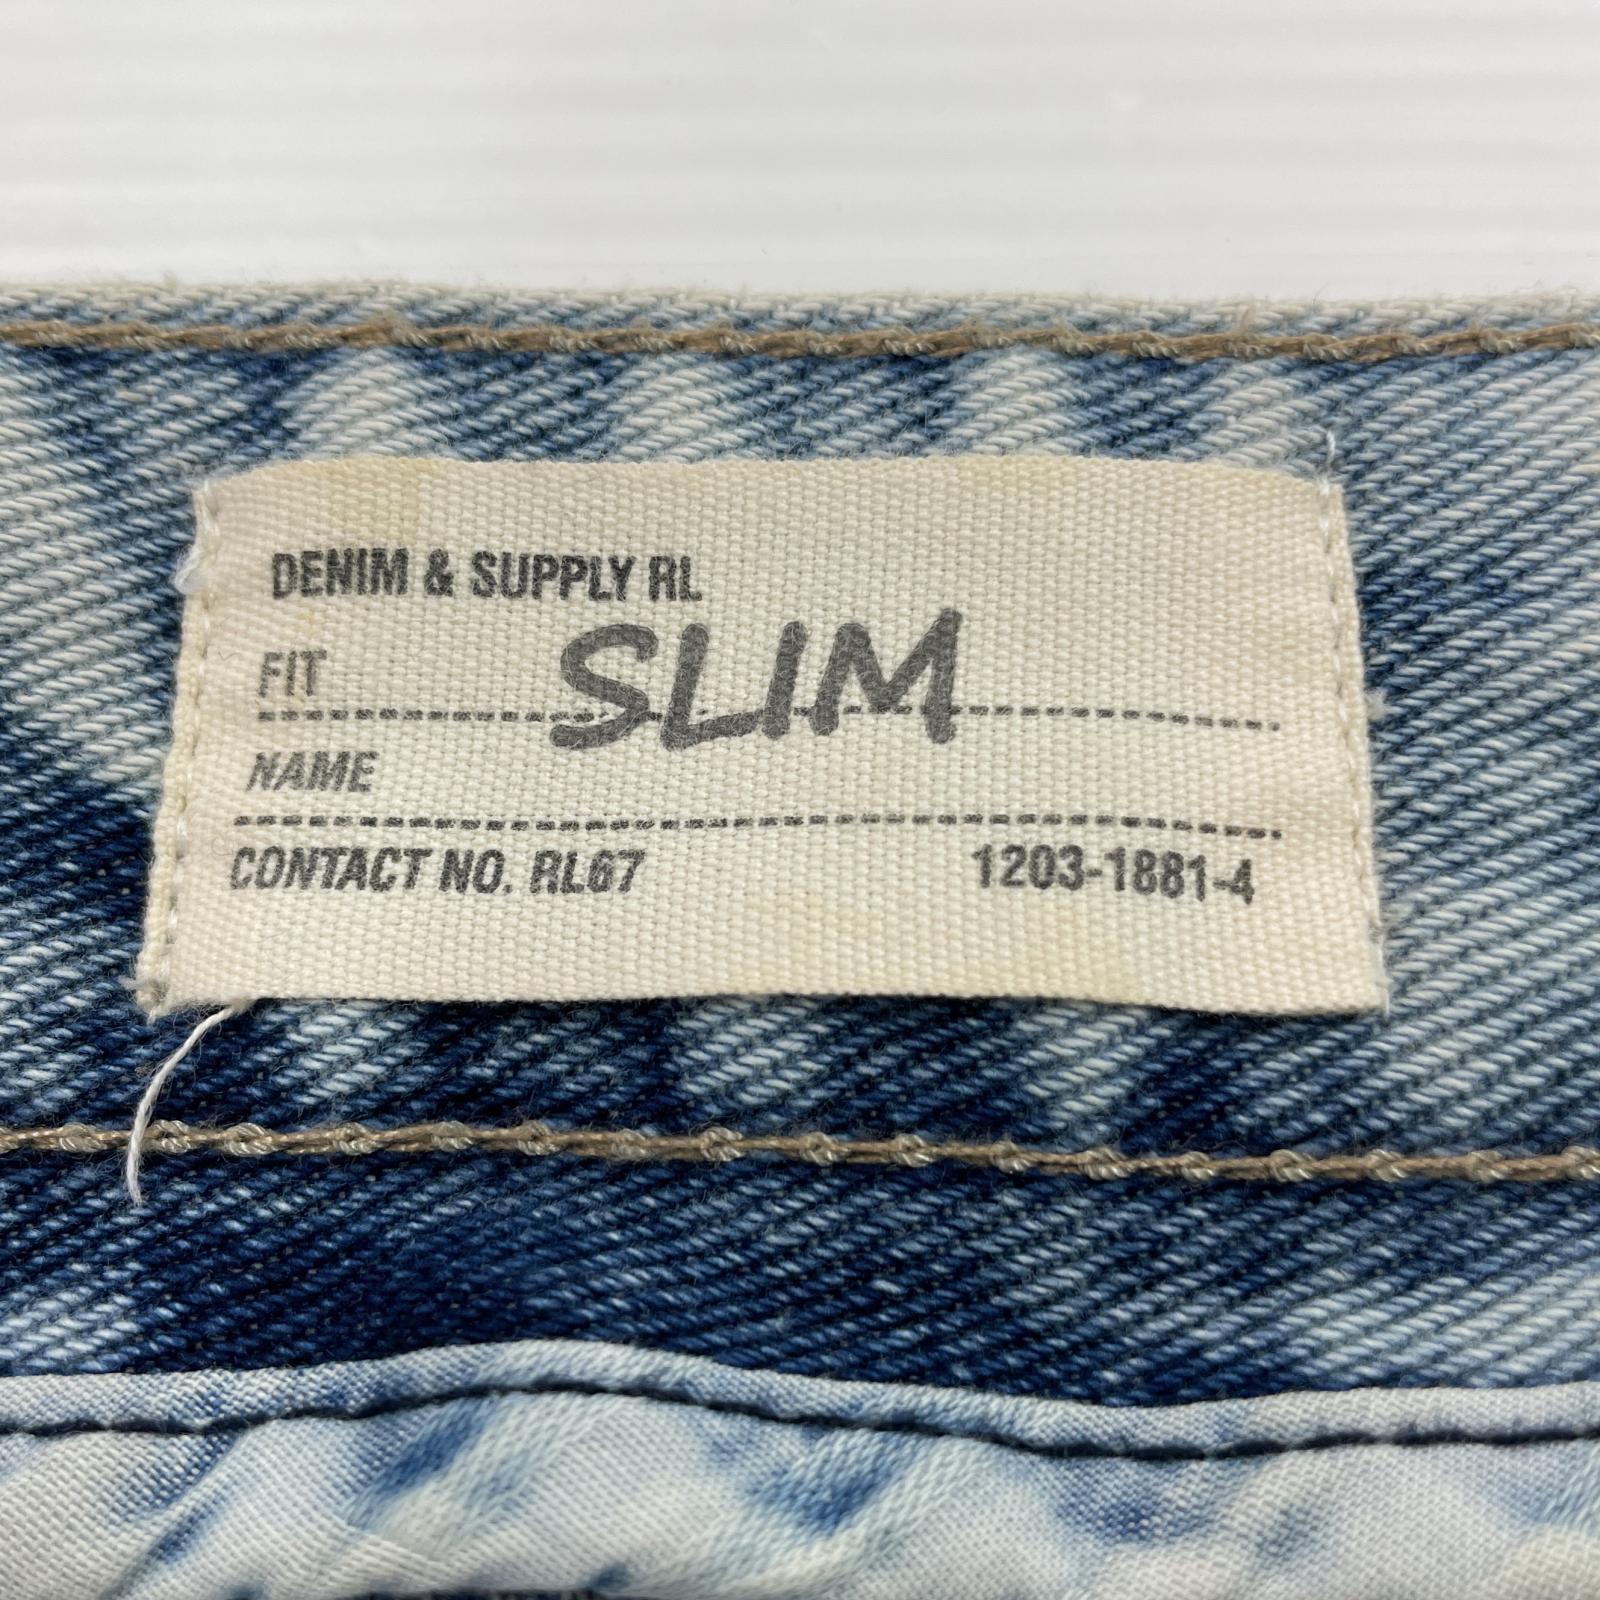 DENIM & SUPPLY RL
FIT SLIM
NAME
CONTACT NO. RL67 1203-1881-4